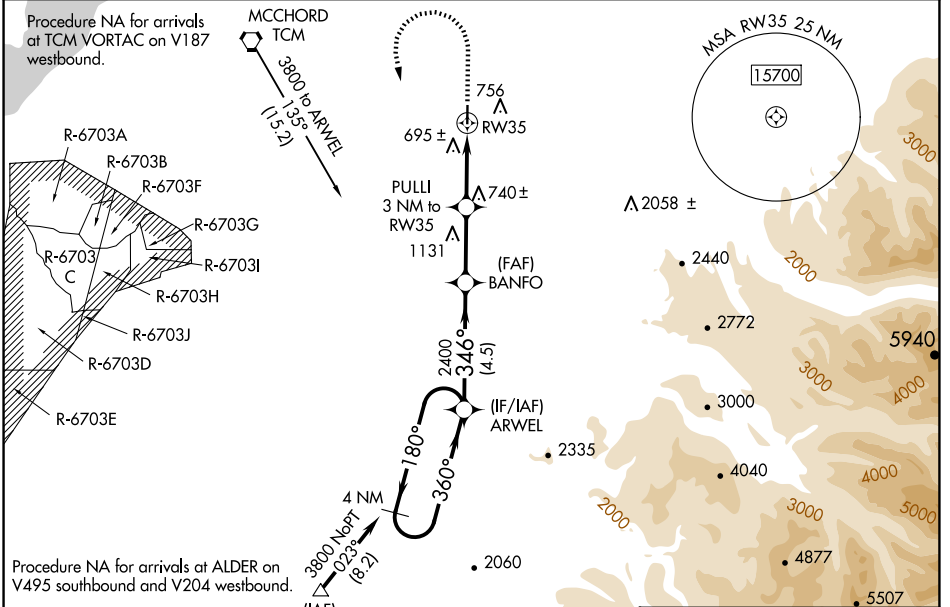 Procedure NA for arrivals
at TCM VORTAC on V187
westbound.
MCCHORD
TCM
3800 to ARWEL
135°
(15.2)
MSA RW35 25 NM
15700
756
RW35
695 ±
PULLI
3 NM to
RW35
740 ±
1131
(FAF)
BANFO
2400
346°
(4.5)
(IF/IAF)
ARWEL
180°
360°
4 NM
3800 NoPT
023°
(8.2)
(IAF)
R-6703A
R-6703B
R-6703F
R-6703G
R-6703I
R-6703
C
R-6703H
R-6703J
R-6703D
R-6703E
2058 ±
3000
2000
2440
2772
5940
3000
4000
3000
2335
4040
4000
2000
3000
5000
2060
4877
5507
Procedure NA for arrivals at ALDER on
V495 southbound and V204 westbound.